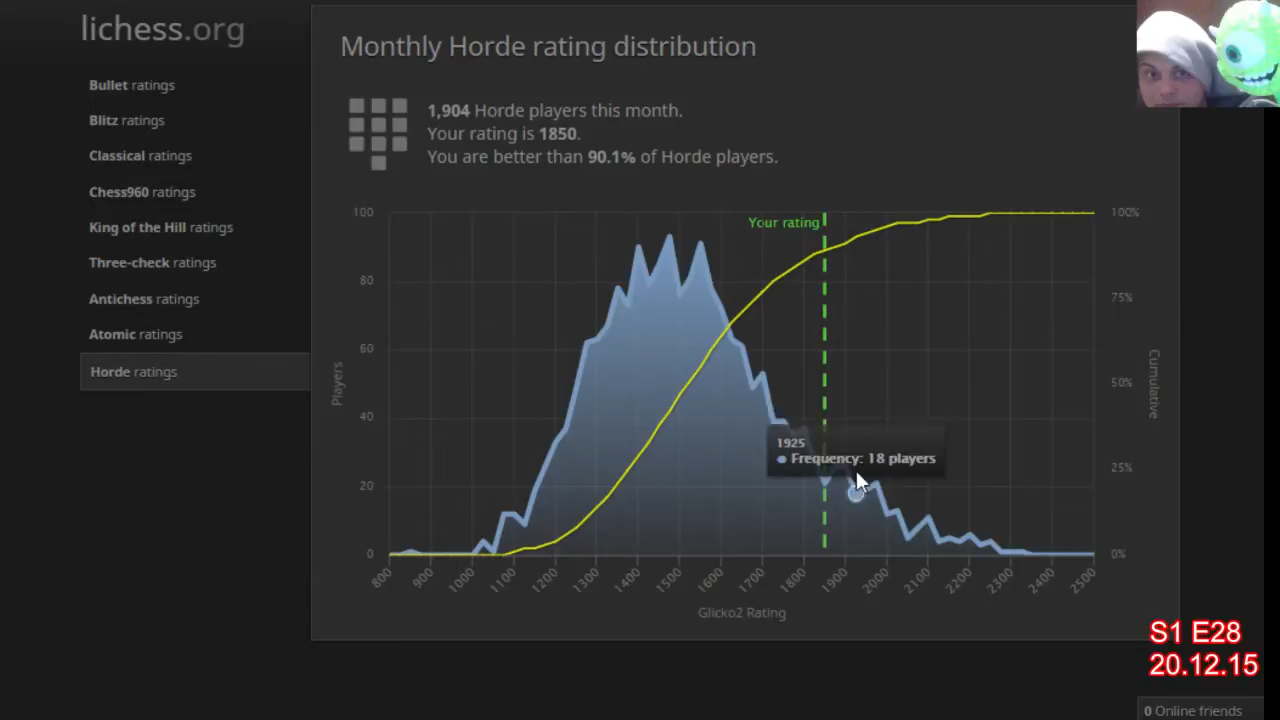 lichess.org
Bullet ratings
Blitz ratings
Classical ratings
Chess960 ratings
King of the Hill ratings
Three-check ratings
Antichess ratings
Atomic ratings
Horde ratings
Monthly Horde rating distribution
1,904 Horde players this month.
Your rating is 1850.
You are better than 90.1% of Horde players.
Your rating
100
80
60
40
20
0
Players
100%
75%
50%
25%
0%
Cumulative
1925
Frequency: 18 players
800 900 1000 1100 1200 1300 1400 1500 1600 1700 1800 1900 2000 2100 2200 2300 2400 2500
Glicko2 Rating
S1 E28
20.12.15
0 Online friends